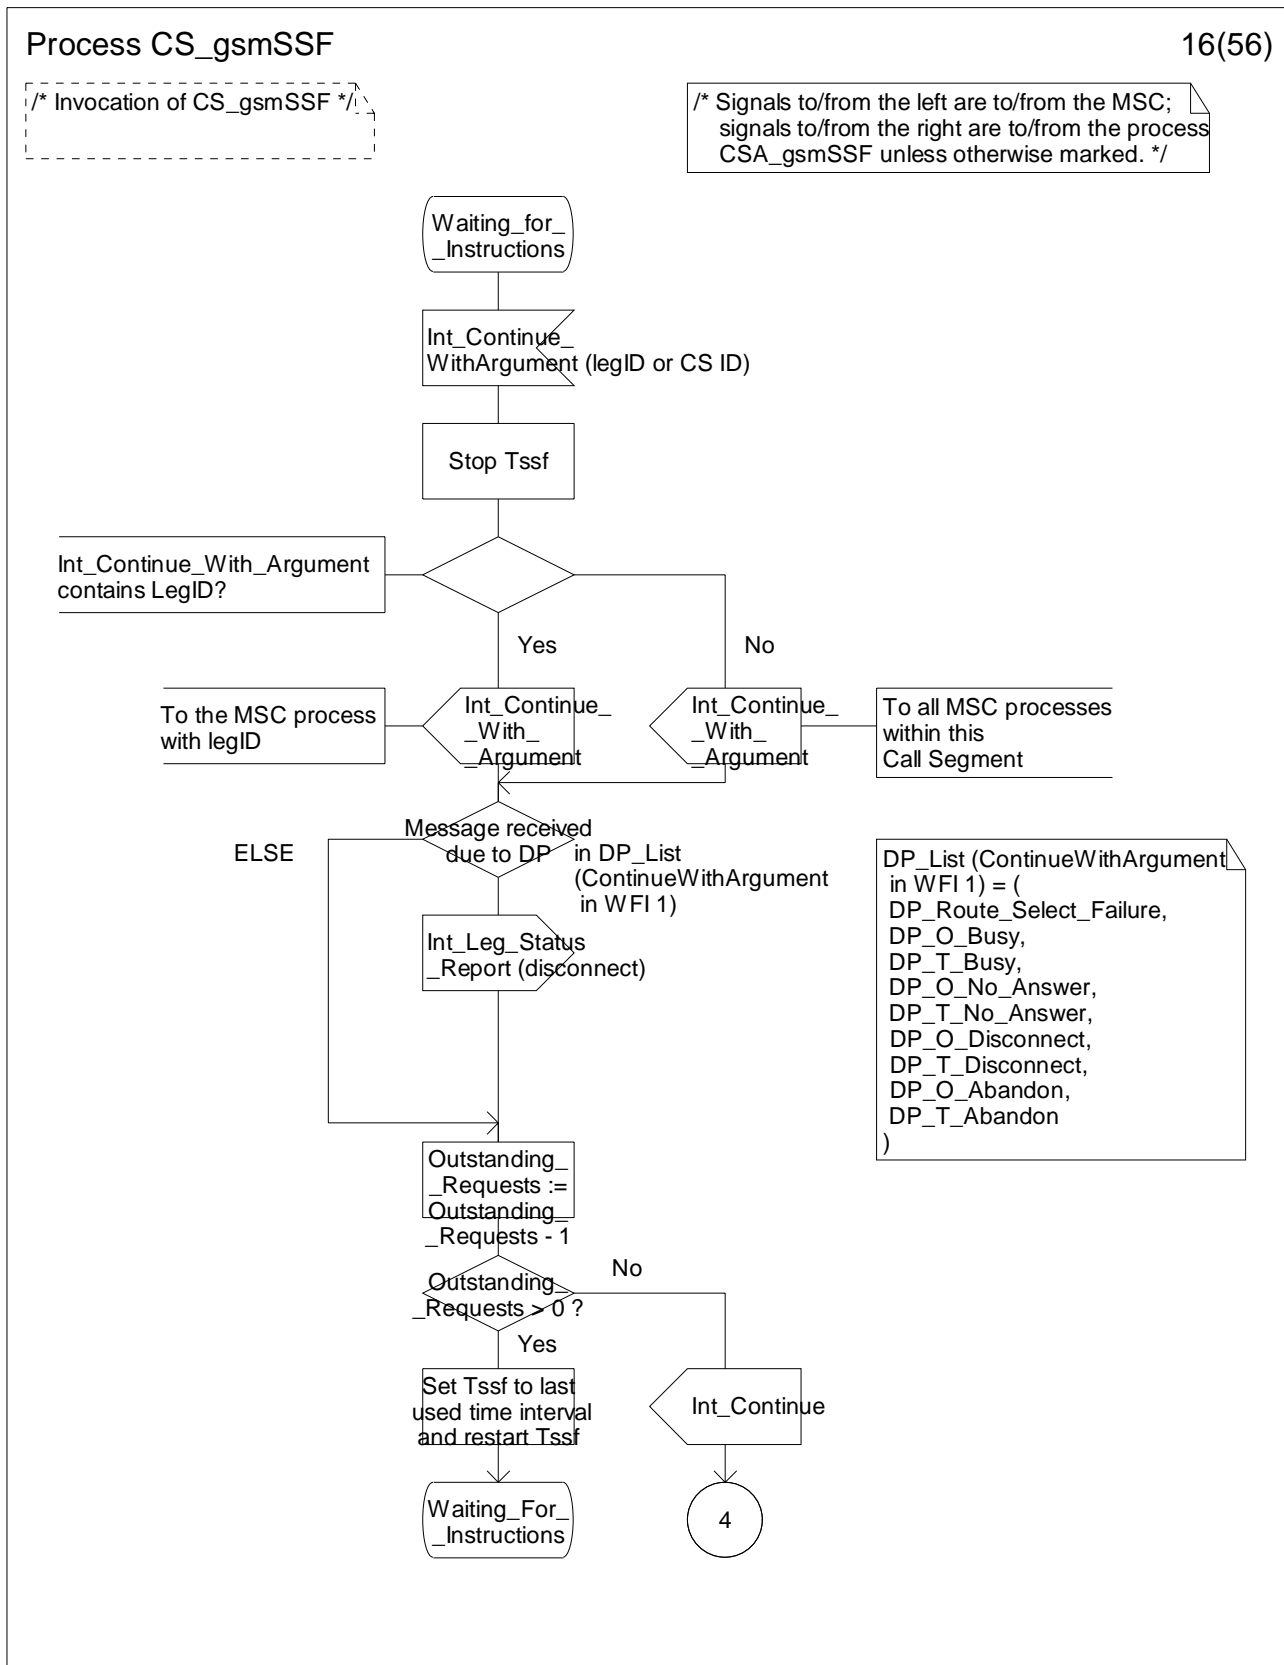 Process CS_gsmSSF
16(56)
/* Invocation of CS_gsmSSF */
/* Signals to/from the left are to/from the MSC;
signals to/from the right are to/from the process
CSA_gsmSSF unless otherwise marked. */
Waiting_for_
_Instructions
Int_Continue_
WithArgument (legID or CS ID)
Stop Tssf
Int_Continue_With_Argument
contains LegID?
Yes
No
To the MSC process
with legID
Int_Continue_
_With_
_Argument
Int_Continue_
_With_
_Argument
To all MSC processes
within this
Call Segment
Message received
due to DP
ELSE
in DP_List
(ContinueWithArgument
in WFI 1)
DP_List (ContinueWithArgument
in WFI 1) = (
DP_Route_Select_Failure,
DP_O_Busy,
DP_T_Busy,
DP_O_No_Answer,
DP_T_No_Answer,
DP_O_Disconnect,
DP_T_Disconnect,
DP_O_Abandon,
DP_T_Abandon
)
Int_Leg_Status
_Report (disconnect)
Outstanding_
_Requests :=
Outstanding_
_Requests - 1
Outstanding_
_Requests > 0 ?
No
Yes
Set Tssf to last
used time interval
and restart Tssf
Int_Continue
Waiting_For_
_Instructions
4